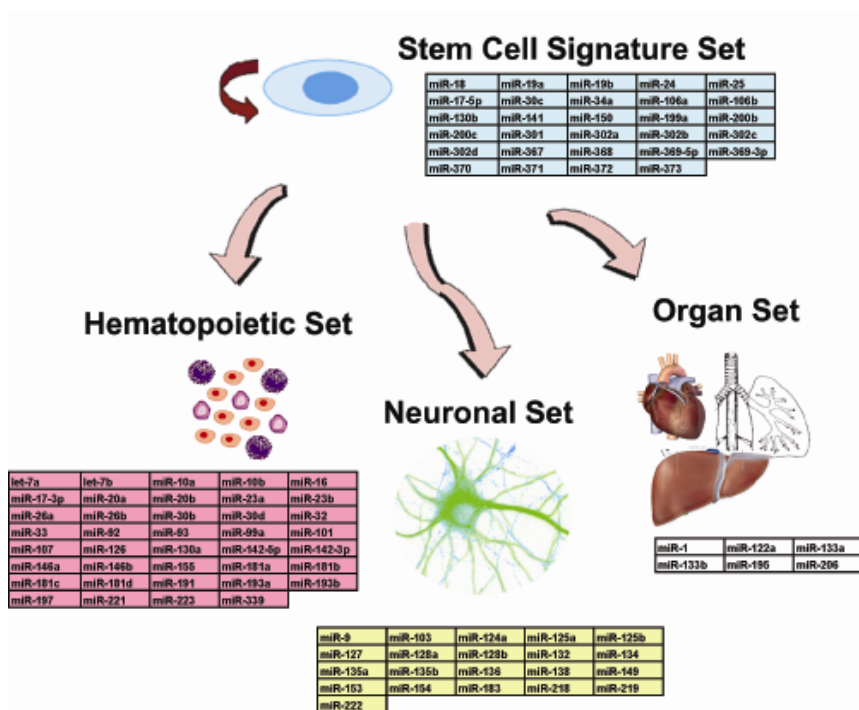 Stem Cell Signature Set
miR-18 miR-19a miR-19b miR-24 miR-25
miR-17-5p miR-30c miR-34a miR-106a miR-106b
miR-130b miR-141 miR-150 miR-199a miR-200b
miR-200c miR-301 miR-302a miR-302b miR-302c
miR-302d miR-367 miR-368 miR-369-5p miR-369-3p
miR-370 miR-371 miR-372 miR-373
Hematopoietic Set
Organ Set
Neuronal Set
let-7a let-7b miR-10a miR-10b miR-16
miR-17-3p miR-20a miR-20b miR-23a miR-23b
miR-26a miR-26b miR-30b miR-30d miR-32
miR-33 miR-92 miR-93 miR-99a miR-101
miR-107 miR-126 miR-130a miR-142-5p miR-142-3p
miR-146a miR-146b miR-155 miR-181a miR-181b
miR-181c miR-181d miR-191 miR-193a miR-193b
miR-197 miR-221 miR-223 miR-339
miR-1 miR-122a miR-133a
miR-133b miR-195 miR-206
miR-9 miR-103 miR-124a miR-125a miR-125b
miR-127 miR-128a miR-128b miR-132 miR-134
miR-135a miR-135b miR-136 miR-138 miR-149
miR-153 miR-154 miR-183 miR-218 miR-219
miR-222